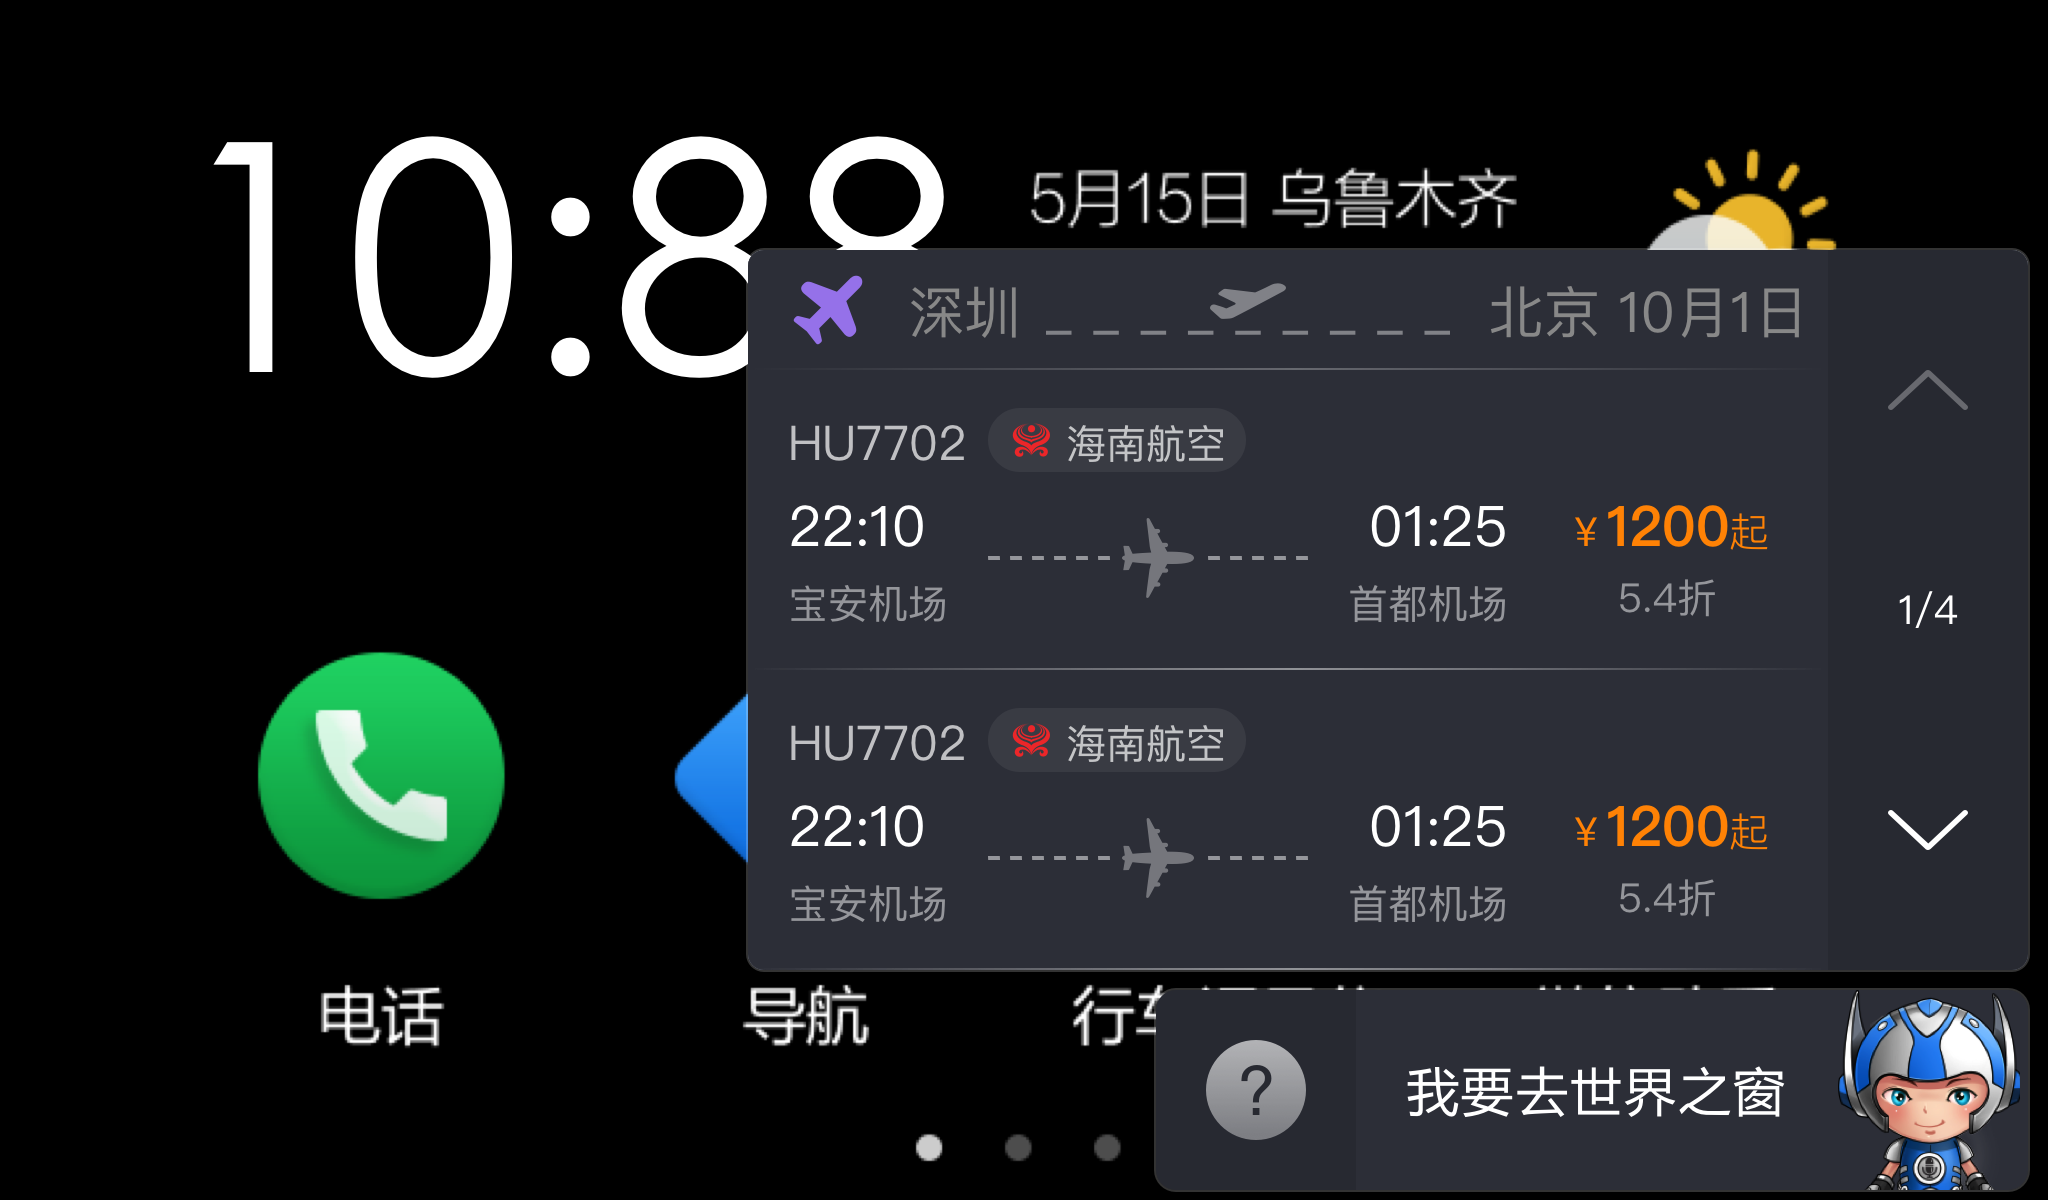 10:88
5月15日 乌鲁木齐
深圳
北京 10月1日
HU7702
海南航空
22:10
01:25
¥1200起
宝安机场
首都机场
5.4折
1/4
HU7702
海南航空
22:10
01:25
¥1200起
宝安机场
首都机场
5.4折
电话
导航
行车
?
我要去世界之窗